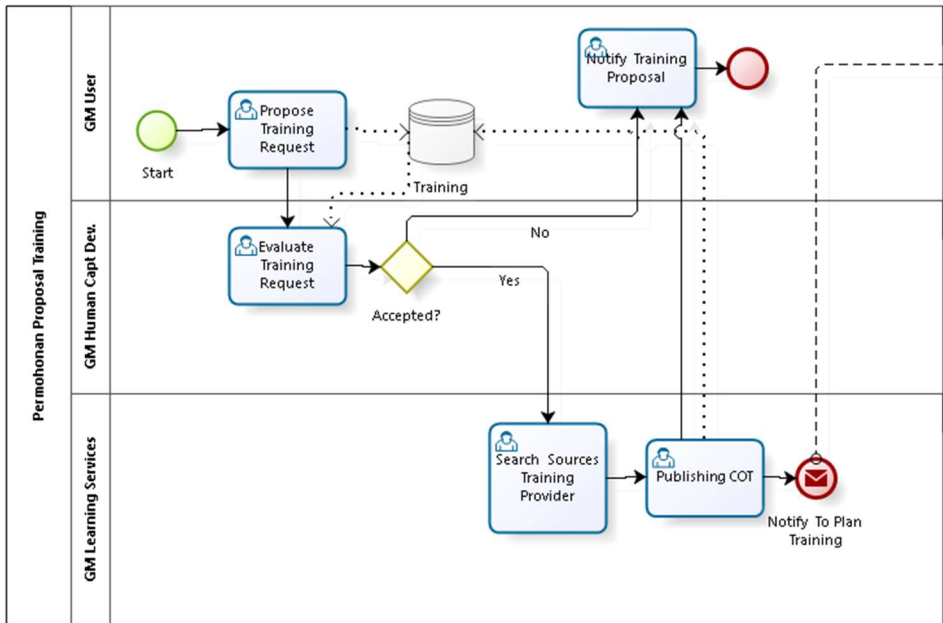 Permohonan Proposal Training
GM User
Start
Propose
Training
Request
Training
Notify Training
Proposal
GM Human Capt Dev.
Evaluate
Training
Request
Accepted?
No
Yes
GM Learning Services
Search Sources
Training
Provider
Publishing COT
Notify To Plan
Training